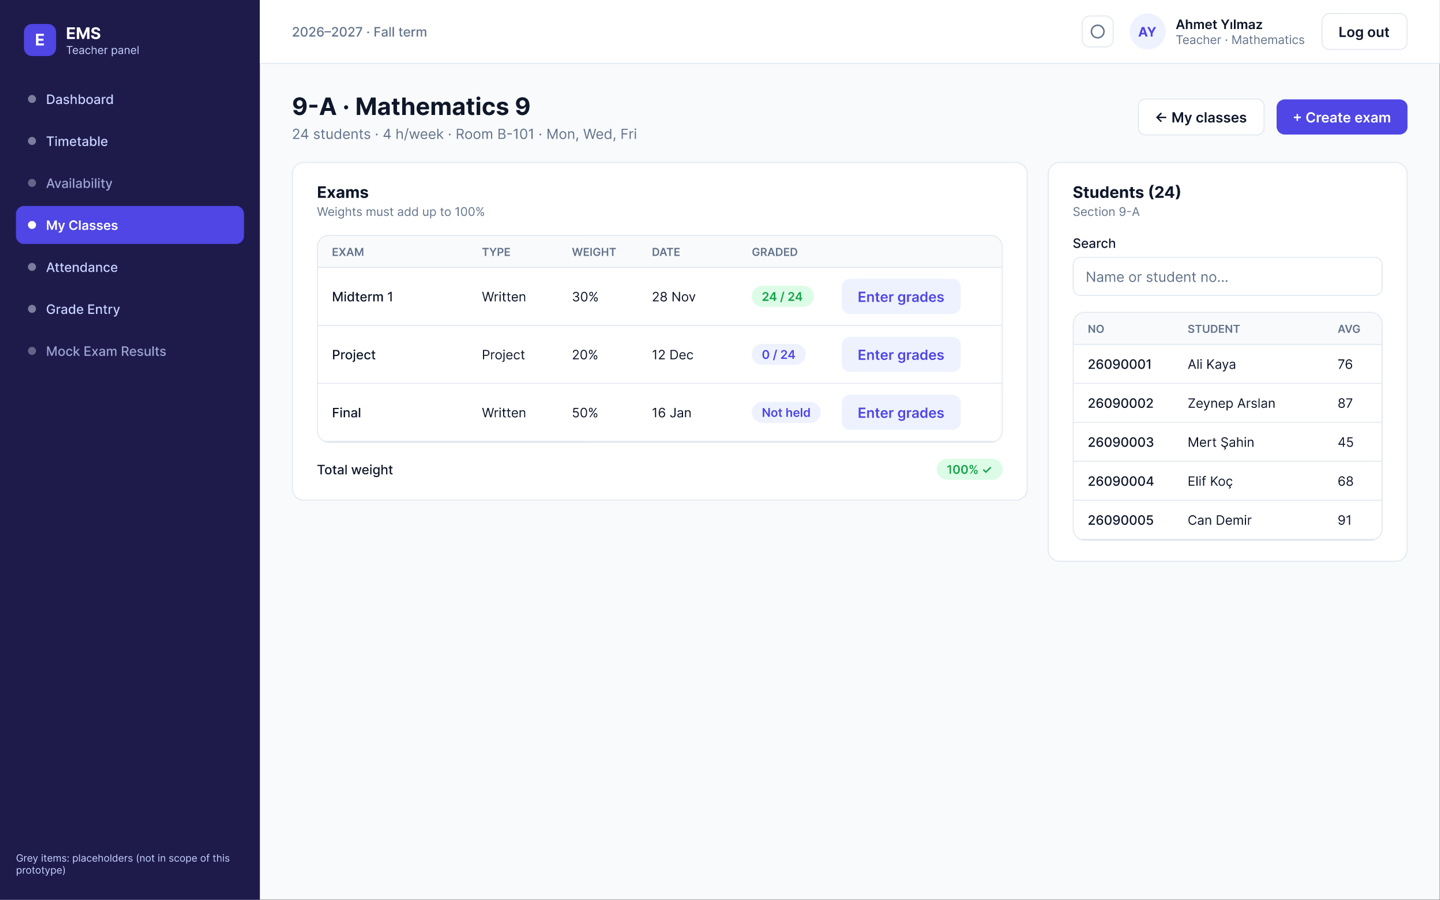 E
EMS
Teacher panel
Dashboard
Timetable
Availability
My Classes
Attendance
Grade Entry
Mock Exam Results
Grey items: placeholders (not in scope of this
prototype)
2026–2027 · Fall term
AY
Ahmet Yılmaz
Teacher · Mathematics
Log out
9-A · Mathematics 9
24 students · 4 h/week · Room B-101 · Mon, Wed, Fri
← My classes
+ Create exam
Exams
Weights must add up to 100%
EXAM TYPE WEIGHT DATE GRADED
Midterm 1 Written 30% 28 Nov 24 / 24 Enter grades
Project Project 20% 12 Dec 0 / 24 Enter grades
Final Written 50% 16 Jan Not held Enter grades
Total weight 100% ✓
Students (24)
Section 9-A
Search
Name or student no...
NO STUDENT AVG
26090001 Ali Kaya 76
26090002 Zeynep Arslan 87
26090003 Mert Şahin 45
26090004 Elif Koç 68
26090005 Can Demir 91